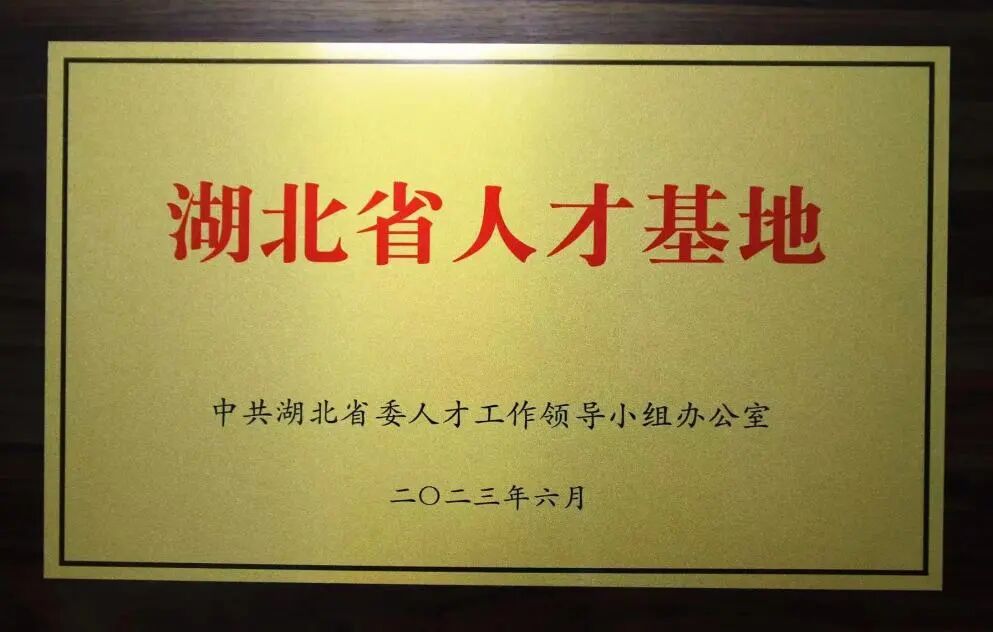 湖北省人才基地
中共湖北省委人才工作领导小组办公室
二〇二三年六月